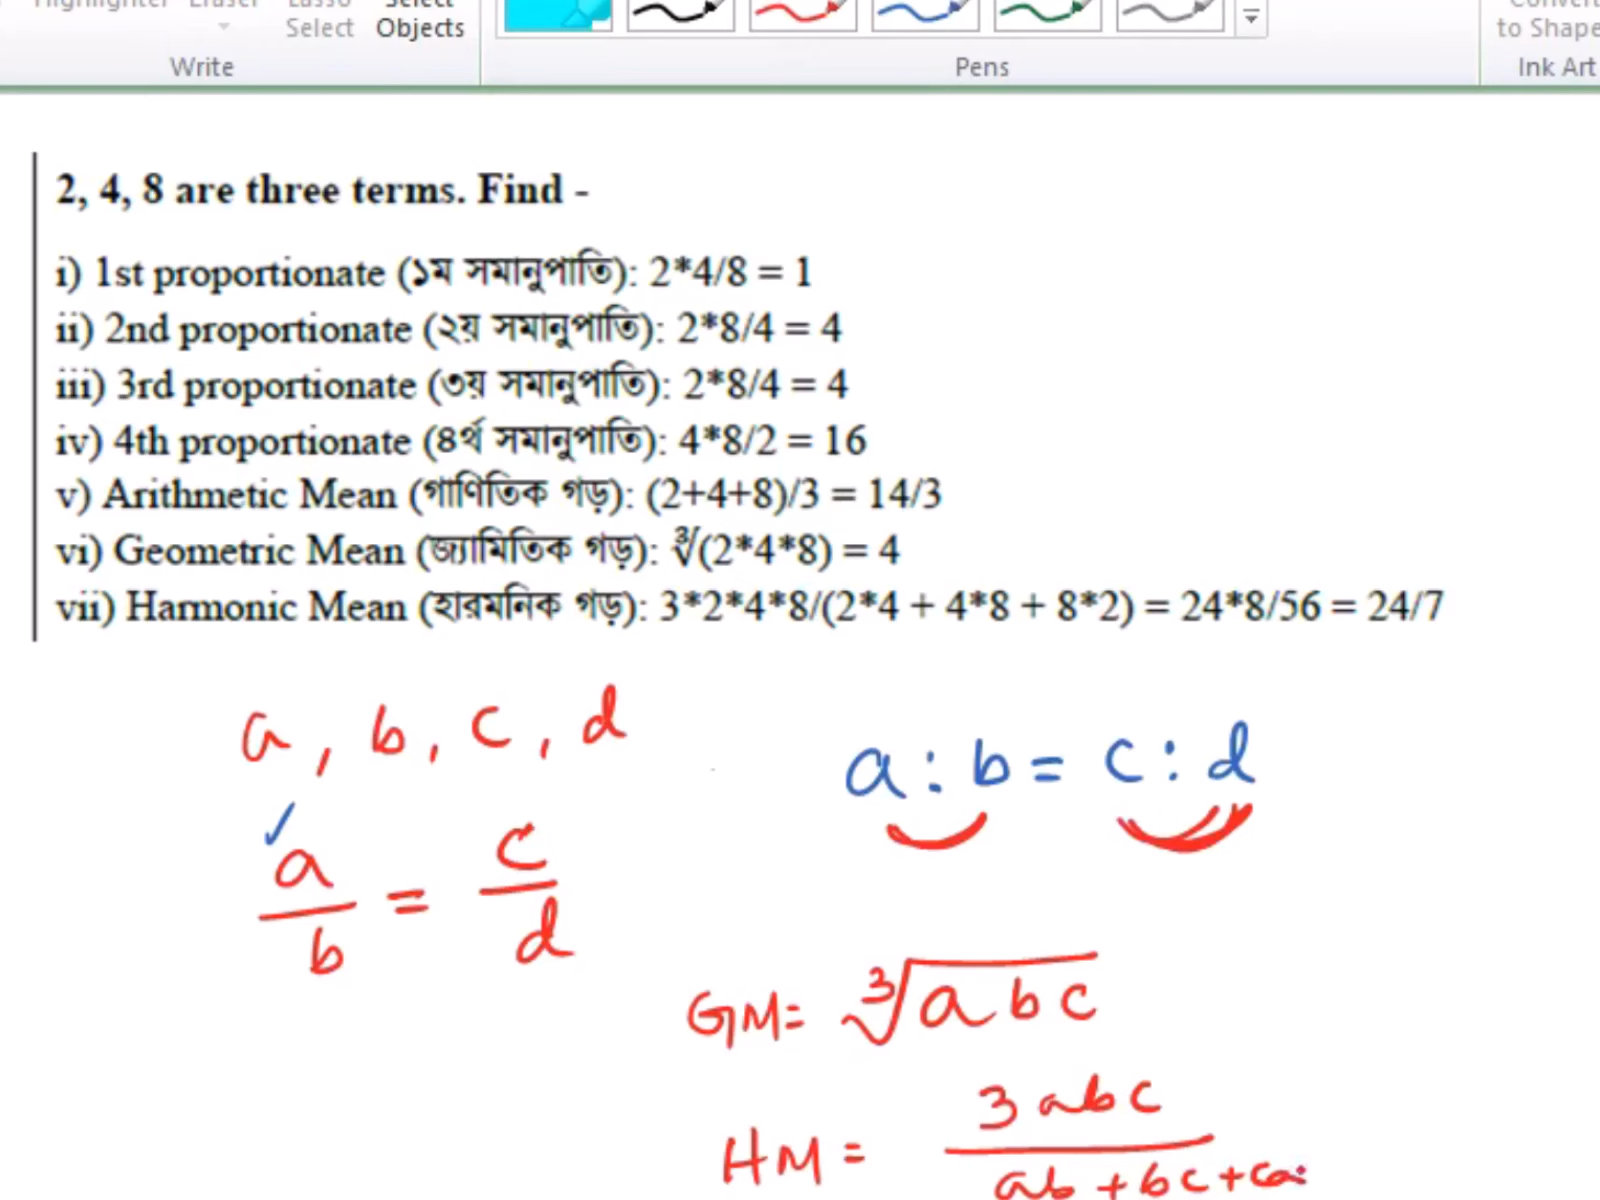 Select
Select Objects
to Shape
Write
Pens
Ink Art
2, 4, 8 are three terms. Find -
i) 1st proportionate (১ম সমানুপাতি): 2*4/8 = 1
ii) 2nd proportionate (২য় সমানুপাতি): 2*8/4 = 4
iii) 3rd proportionate (৩য় সমানুপাতি): 2*8/4 = 4
iv) 4th proportionate (৪র্থ সমানুপাতি): 4*8/2 = 16
v) Arithmetic Mean (গাণিতিক গড়): (2+4+8)/3 = 14/3
vi) Geometric Mean (জ্যামিতিক গড়): ∛(2*4*8) = 4
vii) Harmonic Mean (হারমনিক গড়): 3*2*4*8/(2*4 + 4*8 + 8*2) = 24*8/56 = 24/7
a, b, c, d
a : b = c : d
a/b = c/d
GM = ∛abc
HM = 3abc
ab + bc + ca